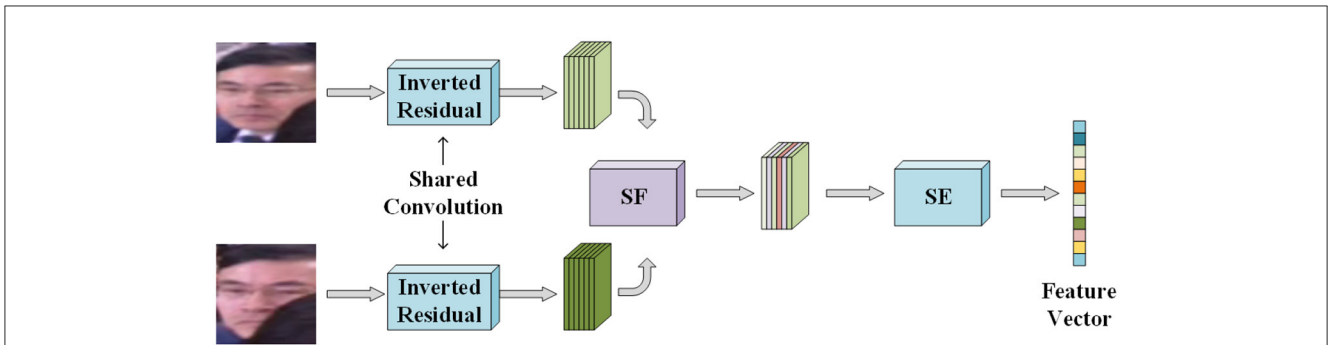 Inverted
Residual
Shared
Convolution
SF
SE
Inverted
Residual
Feature
Vector